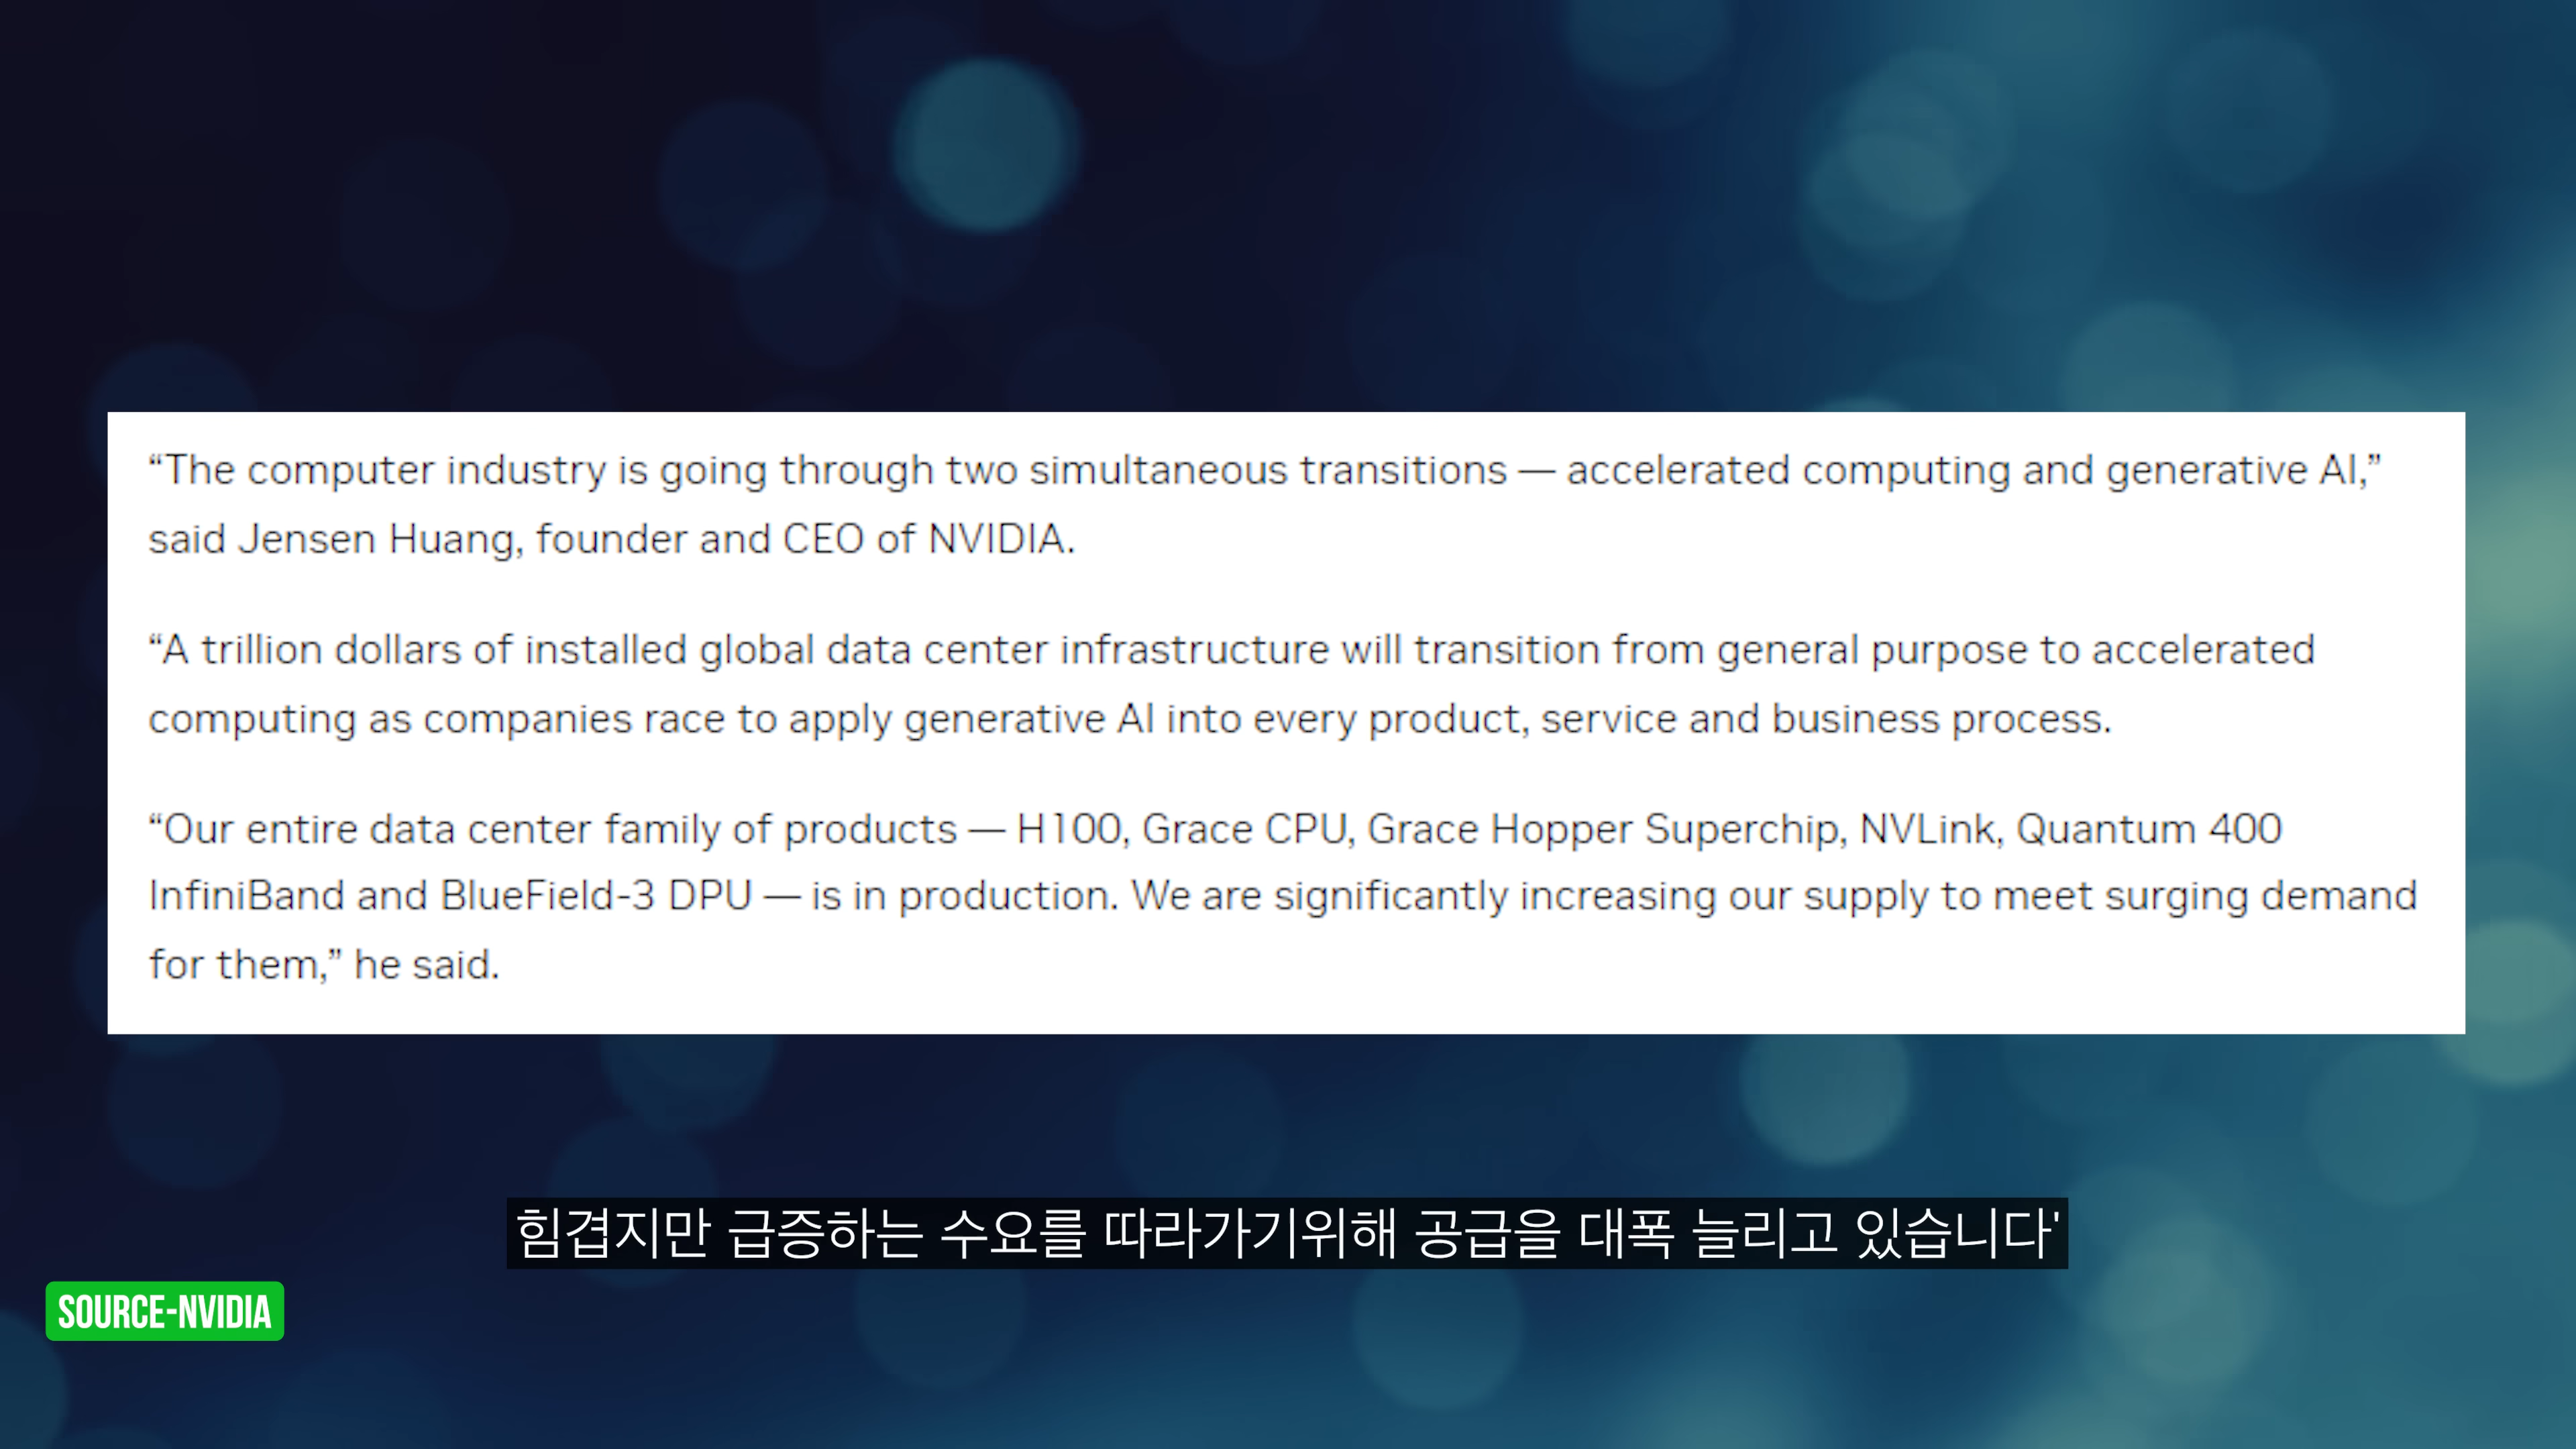 “The computer industry is going through two simultaneous transitions — accelerated computing and generative AI,”
said Jensen Huang, founder and CEO of NVIDIA.
“A trillion dollars of installed global data center infrastructure will transition from general purpose to accelerated
computing as companies race to apply generative AI into every product, service and business process.
“Our entire data center family of products — H100, Grace CPU, Grace Hopper Superchip, NVLink, Quantum 400
InfiniBand and BlueField-3 DPU — is in production. We are significantly increasing our supply to meet surging demand
for them,” he said.
힘겹지만 급증하는 수요를 따라가기위해 공급을 대폭 늘리고 있습니다'
SOURCE-NVIDIA